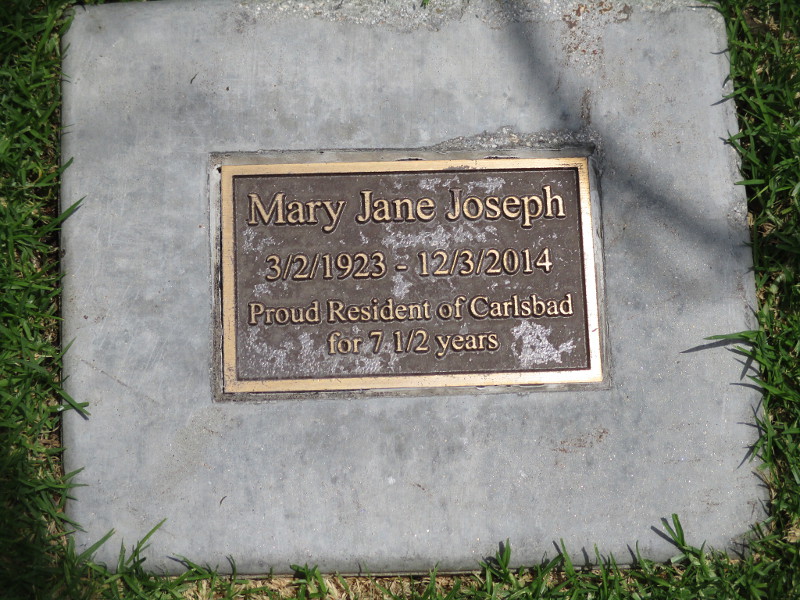 Mary Jane Joseph
3/2/1923 - 12/3/2014
Proud Resident of Carlsbad
for 7 1/2 years